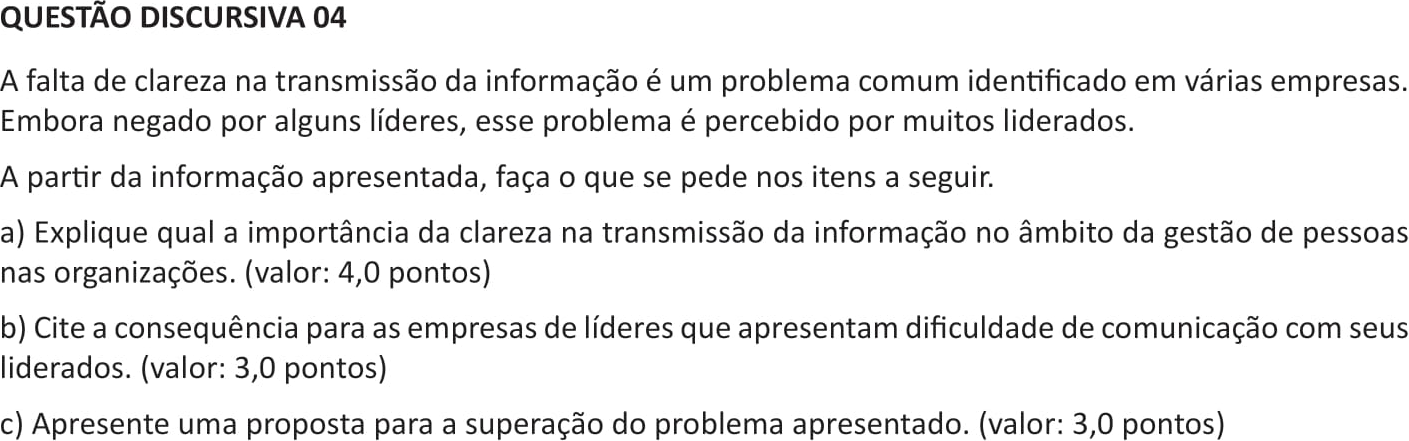 QUESTÃO DISCURSIVA 04
A falta de clareza na transmissão da informação é um problema comum identificado em várias empresas.
Embora negado por alguns líderes, esse problema é percebido por muitos liderados.
A partir da informação apresentada, faça o que se pede nos itens a seguir.
a) Explique qual a importância da clareza na transmissão da informação no âmbito da gestão de pessoas
nas organizações. (valor: 4,0 pontos)
b) Cite a consequência para as empresas de líderes que apresentam dificuldade de comunicação com seus
liderados. (valor: 3,0 pontos)
c) Apresente uma proposta para a superação do problema apresentado. (valor: 3,0 pontos)